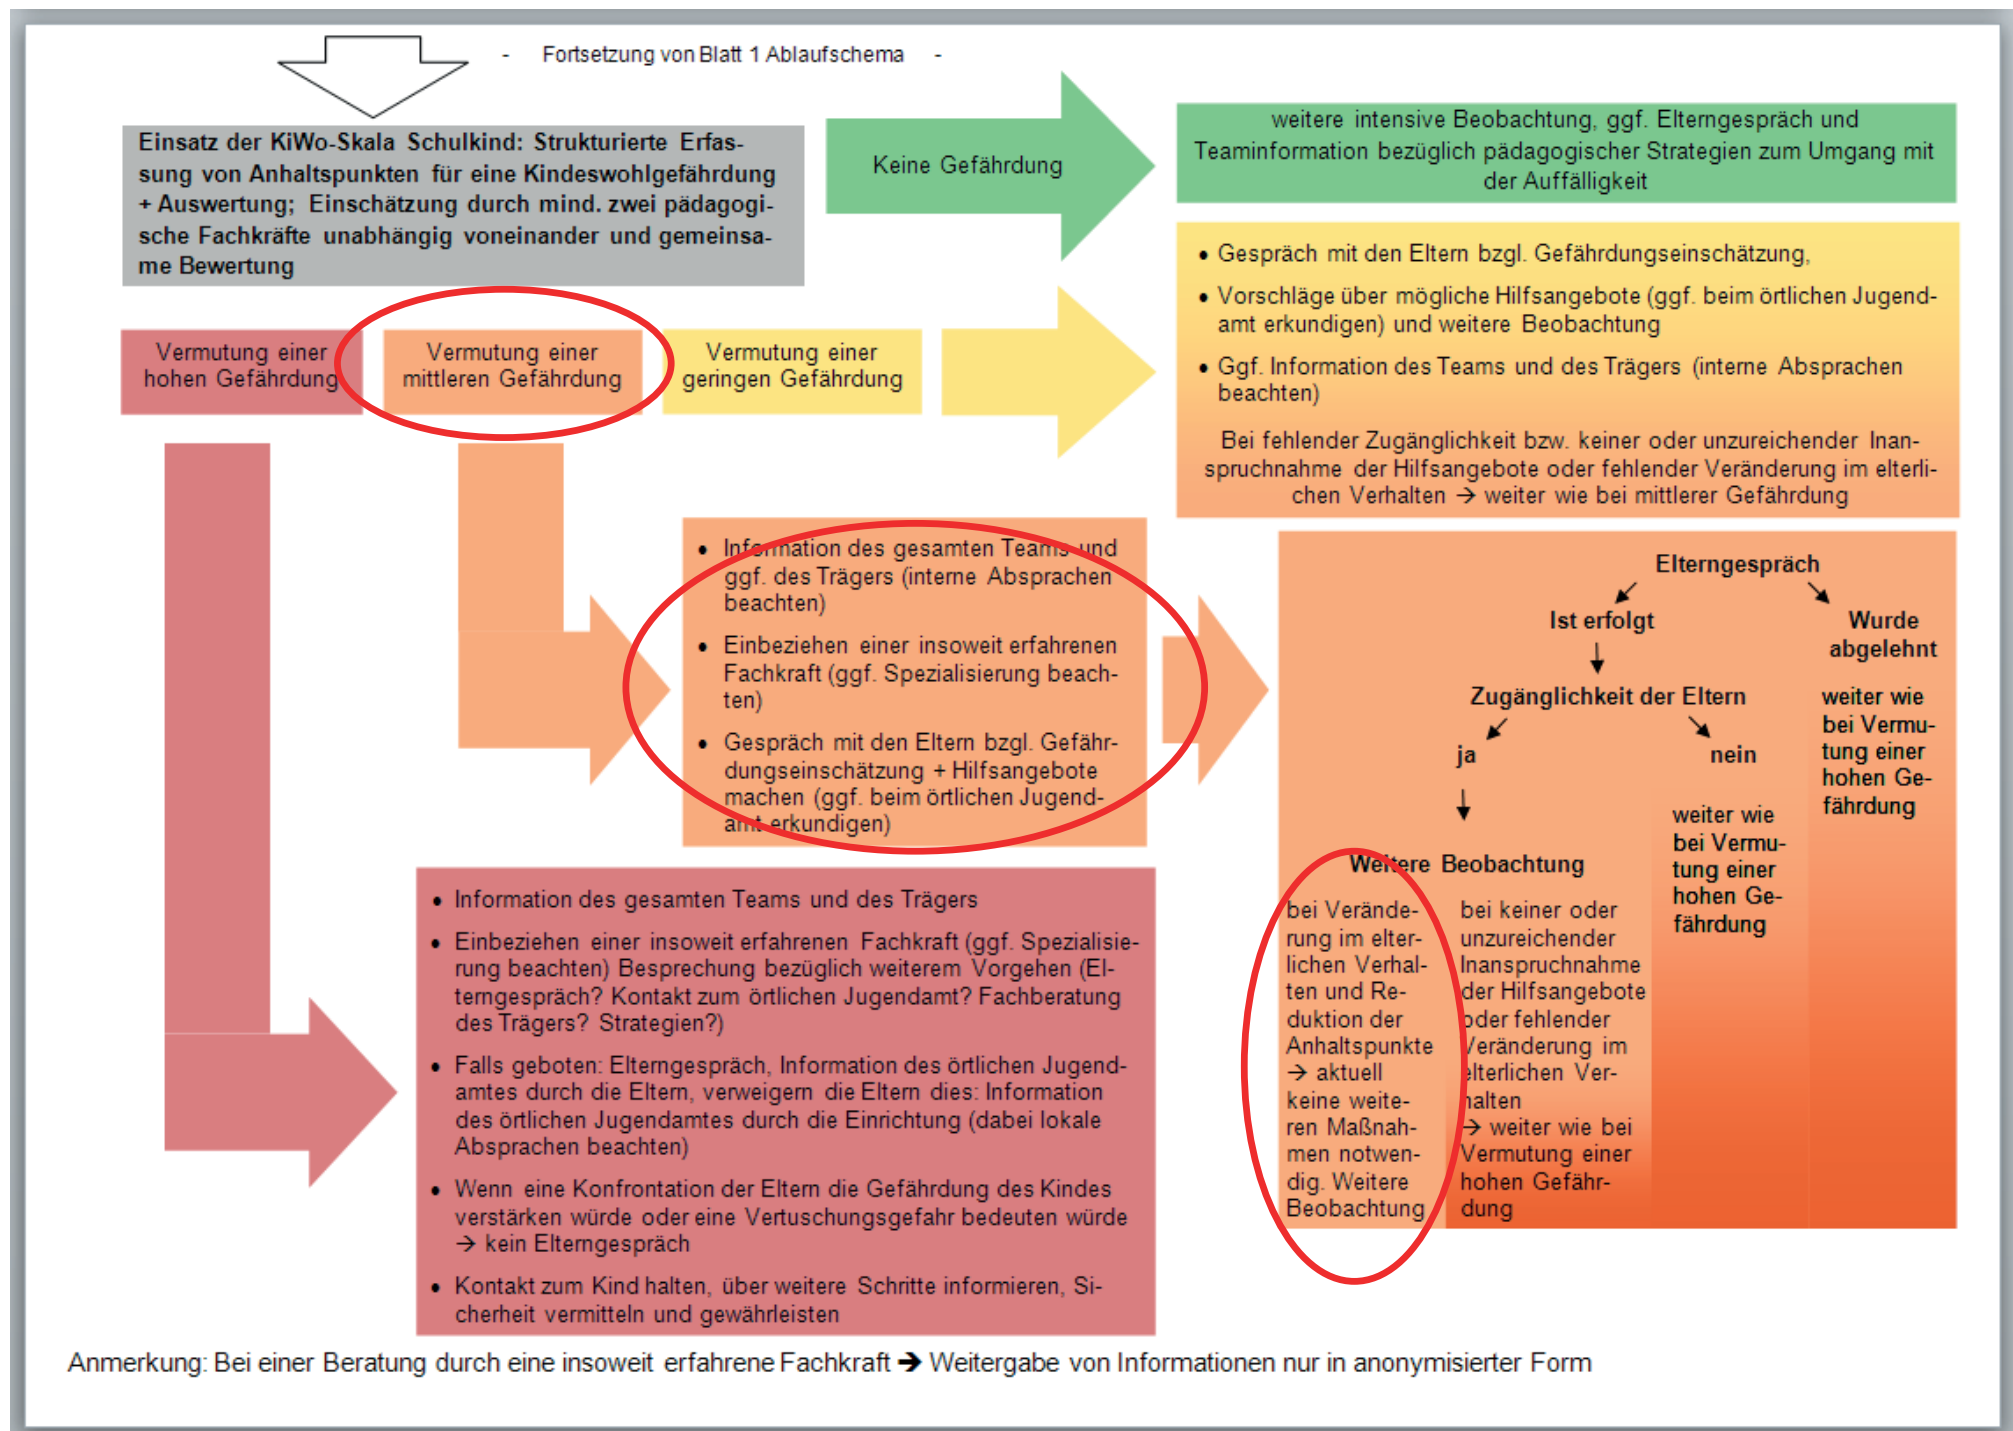 - Fortsetzung von Blatt 1 Ablaufschema -
Einsatz der KiWo-Skala Schulkind: Strukturierte Erfas-
sung von Anhaltspunkten für eine Kindeswohlgefährdung
+ Auswertung; Einschätzung durch mind. zwei pädagogi-
sche Fachkräfte unabhängig voneinander und gemeinsa-
me Bewertung
Keine Gefährdung
weitere intensive Beobachtung, ggf. Elterngespräch und
Teaminformation bezüglich pädagogischer Strategien zum Umgang mit
der Auffälligkeit
Vermutung einer
hohen Gefährdung
Vermutung einer
mittleren Gefährdung
Vermutung einer
geringen Gefährdung
• Gespräch mit den Eltern bzgl. Gefährdungseinschätzung,
• Vorschläge über mögliche Hilfsangebote (ggf. beim örtlichen Jugend-
amt erkundigen) und weitere Beobachtung
• Ggf. Information des Teams und des Trägers (interne Absprachen
beachten)
Bei fehlender Zugänglichkeit bzw. keiner oder unzureichender Inan-
spruchnahme der Hilfsangebote oder fehlender Veränderung im elterli-
chen Verhalten → weiter wie bei mittlerer Gefährdung
• Information des gesamten Teams und
ggf. des Trägers (interne Absprachen
beachten)
• Einbeziehen einer insoweit erfahrenen
Fachkraft (ggf. Spezialisierung beach-
ten)
• Gespräch mit den Eltern bzgl. Gefähr-
dungseinschätzung + Hilfsangebote
machen (ggf. beim örtlichen Jugend-
amt erkundigen)
Elterngespräch
Ist erfolgt
Wurde
abgelehnt
Zugänglichkeit der Eltern
ja
nein
weiter wie
bei Vermu-
tung einer
hohen Ge-
fährdung
weiter wie
bei Vermu-
tung einer
hohen Ge-
fährdung
Weitere Beobachtung
bei Verände-
rung im elter-
lichen Verhal-
ten und Re-
duktion der
Anhaltspunkte
→ aktuell
keine weite-
ren Maßnah-
men notwen-
dig. Weitere
Beobachtung
bei keiner oder
unzureichender
Inanspruchnahme
der Hilfsangebote
oder fehlender
Veränderung im
elterlichen Ver-
halten
→ weiter wie bei
Vermutung einer
hohen Gefähr-
dung
• Information des gesamten Teams und des Trägers
• Einbeziehen einer insoweit erfahrenen Fachkraft (ggf. Spezialisie-
rung beachten) Besprechung bezüglich weiterem Vorgehen (El-
terngespräch? Kontakt zum örtlichen Jugendamt? Fachberatung
des Trägers? Strategien?)
• Falls geboten: Elterngespräch, Information des örtlichen Jugend-
amtes durch die Eltern, verweigern die Eltern dies: Information
des örtlichen Jugendamtes durch die Einrichtung (dabei lokale
Absprachen beachten)
• Wenn eine Konfrontation der Eltern die Gefährdung des Kindes
verstärken würde oder eine Vertuschungsgefahr bedeuten würde
→ kein Elterngespräch
• Kontakt zum Kind halten, über weitere Schritte informieren, Si-
cherheit vermitteln und gewährleisten
Anmerkung: Bei einer Beratung durch eine insoweit erfahrene Fachkraft ➔ Weitergabe von Informationen nur in anonymisierter Form